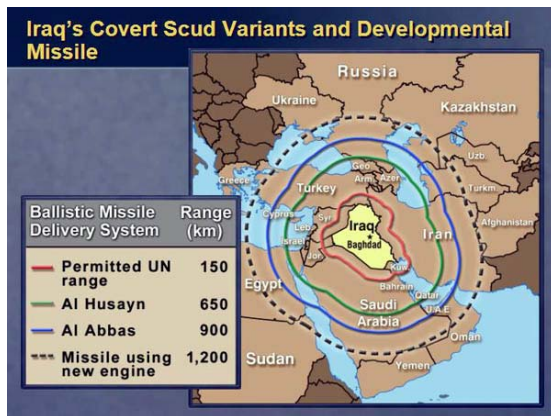 Iraq's Covert Scud Variants and Developmental
Missile
Russia
Ukraine
Kazakhstan
Geo.
Uzb.
Arm.
Azer.
Greece
Turkey
Turkm.
Cyprus
Syr.
Afghanistan
Leb.
Iraq
Iran
Israel
Baghdad
Jor.
Kuw.
Egypt
Bahrain
Qatar
Saudi
Arabia
U.A.E.
Oman
Sudan
Yemen
Ballistic Missile Range
Delivery System (km)
Permitted UN 150
range
Al Husayn 650
Al Abbas 900
Missile using 1,200
new engine